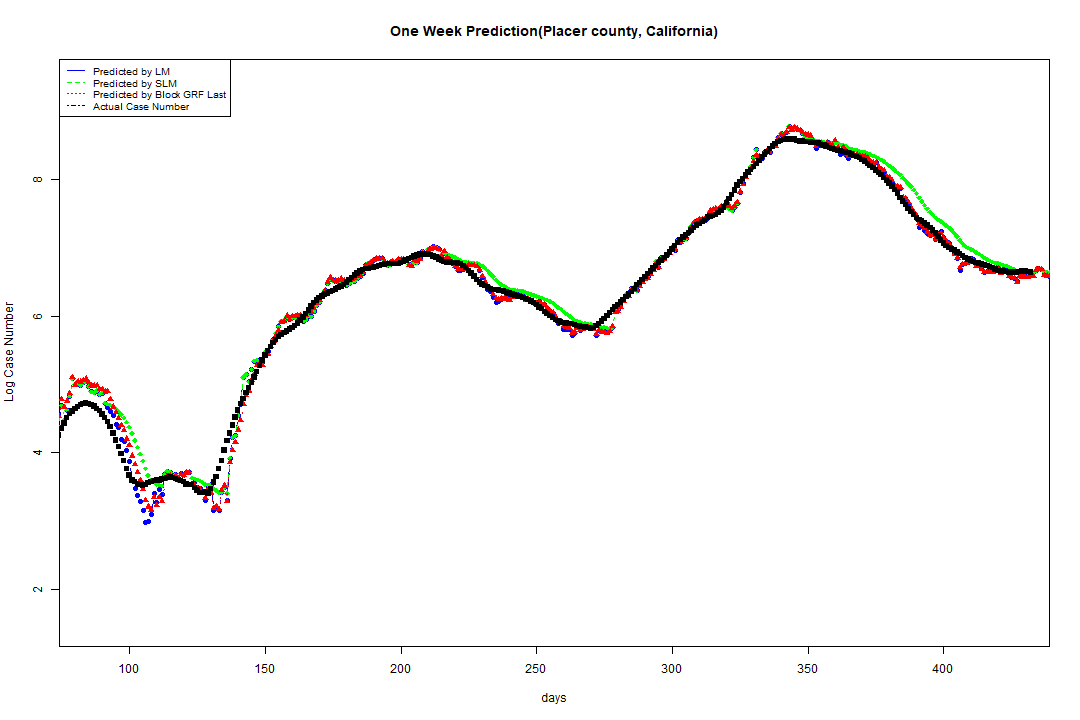 One Week Prediction(Placer county, California)
Predicted by LM
Predicted by SLM
Predicted by Block GRF Last
Actual Case Number
Log Case Number
8
6
4
2
100 150 200 250 300 350 400
days